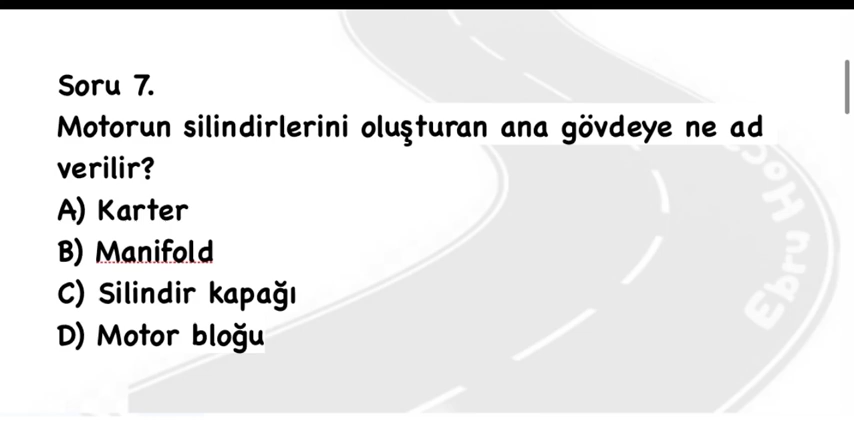 Soru 7.
Motorun silindirlerini oluşturan ana gövdeye ne ad
verilir?
A) Karter
B) Manifold
C) Silindir kapağı
D) Motor bloğu
Ebru Hoca